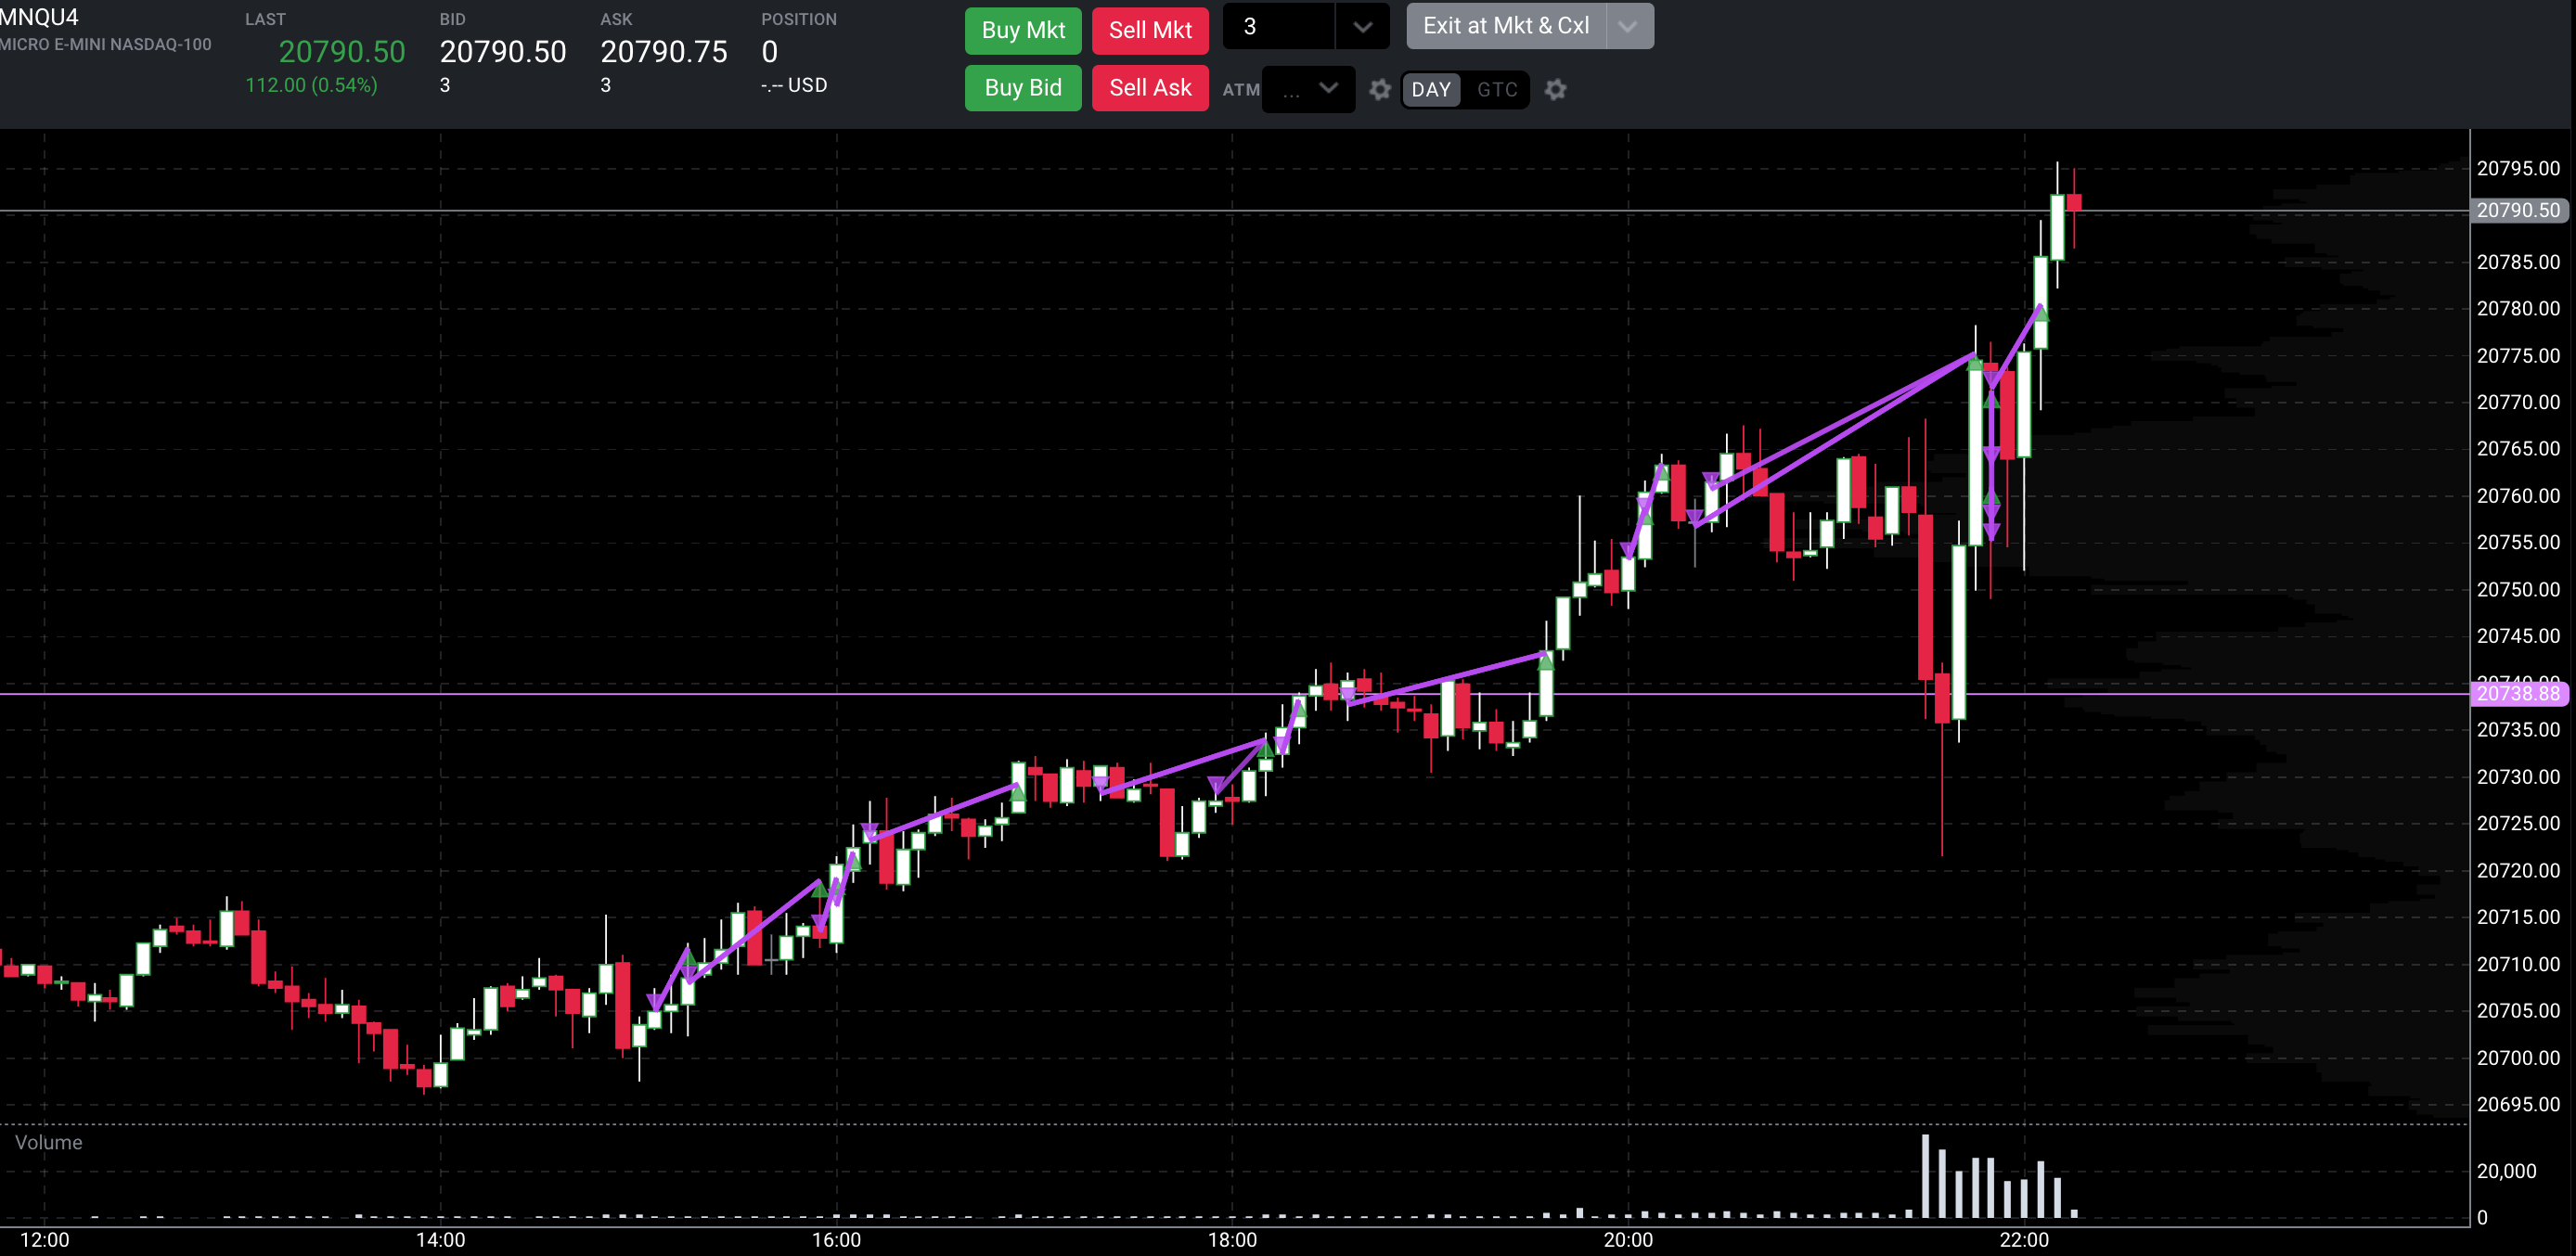 MNQU4
MICRO E-MINI NASDAQ-100
LAST
20790.50
112.00 (0.54%)
BID
20790.50
3
ASK
20790.75
3
POSITION
0
-.-- USD
Buy Mkt
Sell Mkt
3
Exit at Mkt & Cxl
Buy Bid
Sell Ask
ATM
...
DAY
GTC
20795.00
20790.50
20785.00
20780.00
20775.00
20770.00
20765.00
20760.00
20755.00
20750.00
20745.00
20740.00
20738.88
20735.00
20730.00
20725.00
20720.00
20715.00
20710.00
20705.00
20700.00
20695.00
Volume
20,000
0
12:00
14:00
16:00
18:00
20:00
22:00